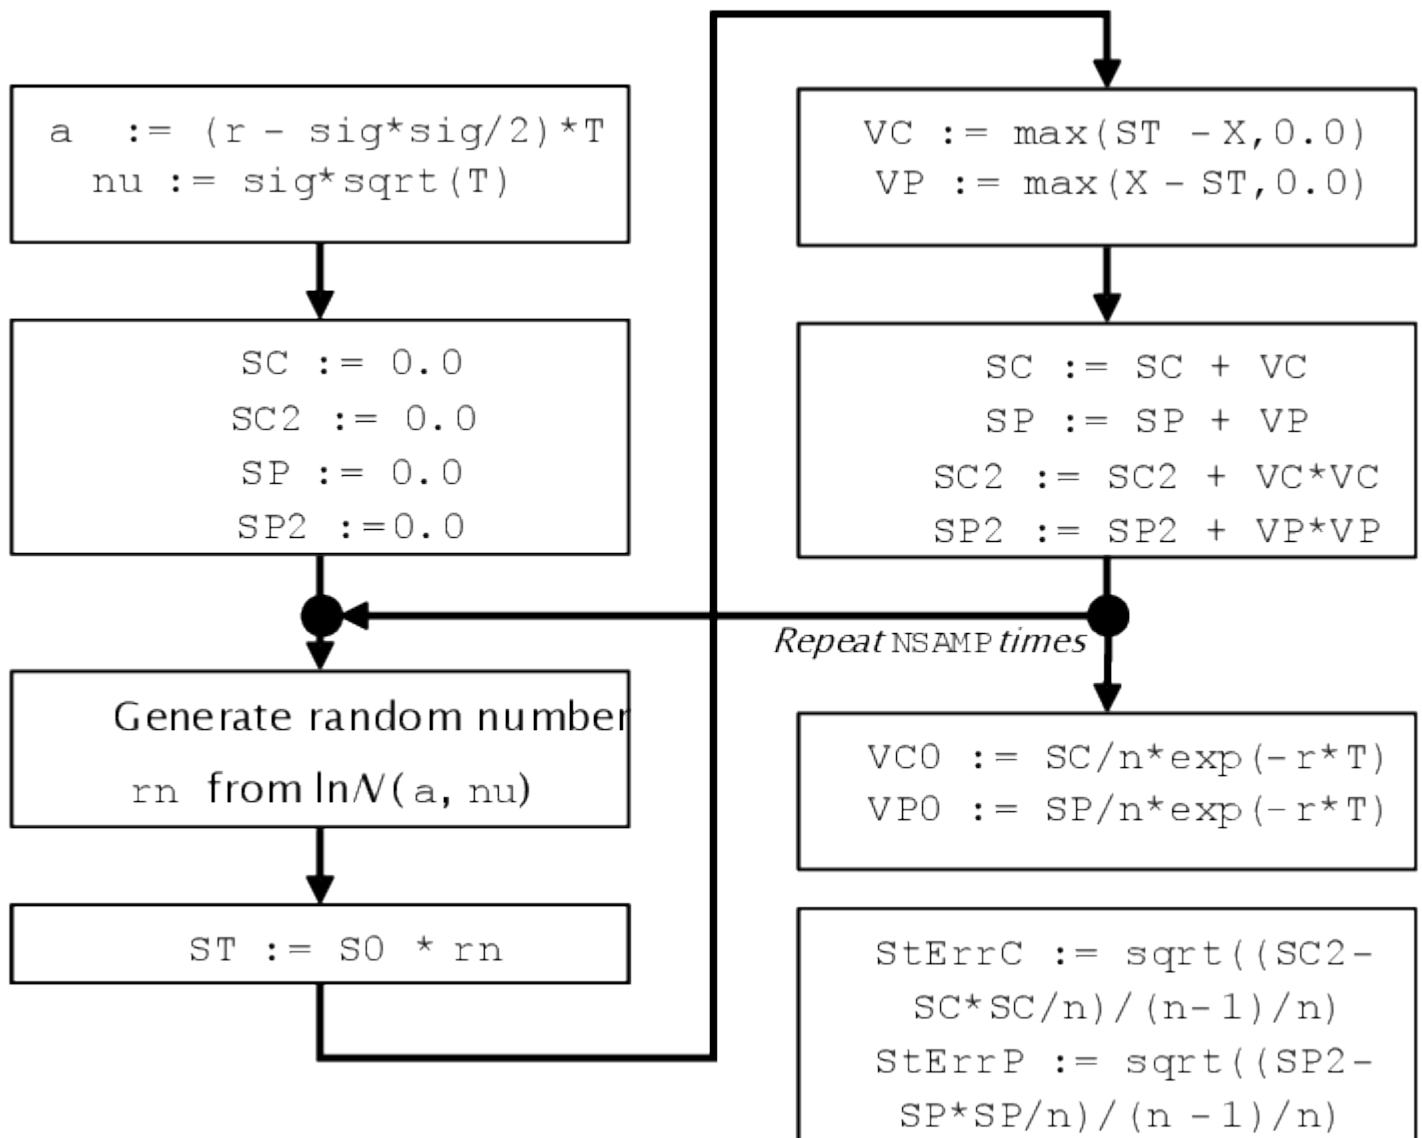 a := (r - sig*sig/2)*T
nu := sig*sqrt(T)
SC := 0.0
SC2 := 0.0
SP := 0.0
SP2 :=0.0
Generate random number
rn from lnN(a, nu)
ST := S0 * rn
VC := max(ST -X,0.0)
VP := max(X - ST,0.0)
SC := SC + VC
SP := SP + VP
SC2 := SC2 + VC*VC
SP2 := SP2 + VP*VP
Repeat NSAMP times
VC0 := SC/n*exp(-r*T)
VP0 := SP/n*exp(-r*T)
StErrC := sqrt((SC2-
SC*SC/n)/(n-1)/n)
StErrP := sqrt((SP2-
SP*SP/n)/(n -1)/n)